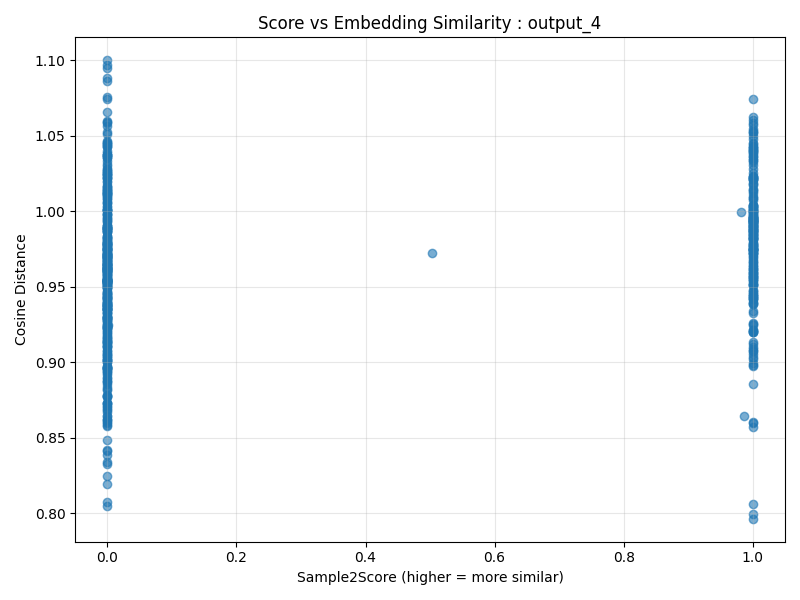 Score vs Embedding Similarity : output_4
Cosine Distance
1.10
1.05
1.00
0.95
0.90
0.85
0.80
0.0 0.2 0.4 0.6 0.8 1.0
Sample2Score (higher = more similar)